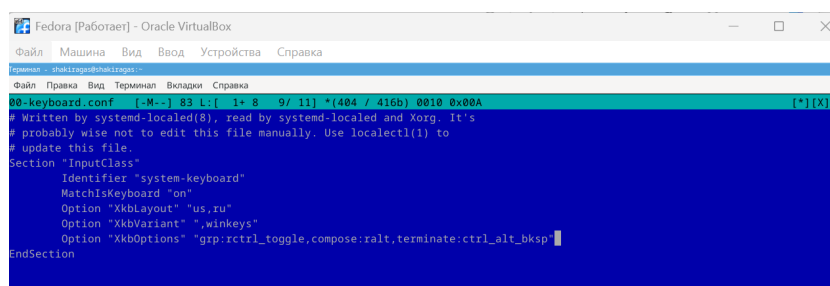 Fedora [Работает] - Oracle VirtualBox
Файл Машина Вид Ввод Устройства Справка
Терминал - shakizagas@shakizagas:~
Файл Правка Вид Терминал Вкладки Справка
00-keyboard.conf [-M--] 83 L:[ 1+ 8 9/ 11] *(404 / 416b) 0010 0x00A [*][X]
# Written by systemd-localed(8), read by systemd-localed and Xorg. It's
# probably wise not to edit this file manually. Use localectl(1) to
# update this file.
Section "InputClass"
Identifier "system-keyboard"
MatchIsKeyboard "on"
Option "XkbLayout" "us,ru"
Option "XkbVariant" ",winkeys"
Option "XkbOptions" "grp:rctrl_toggle,compose:ralt,terminate:ctrl_alt_bksp"
EndSection